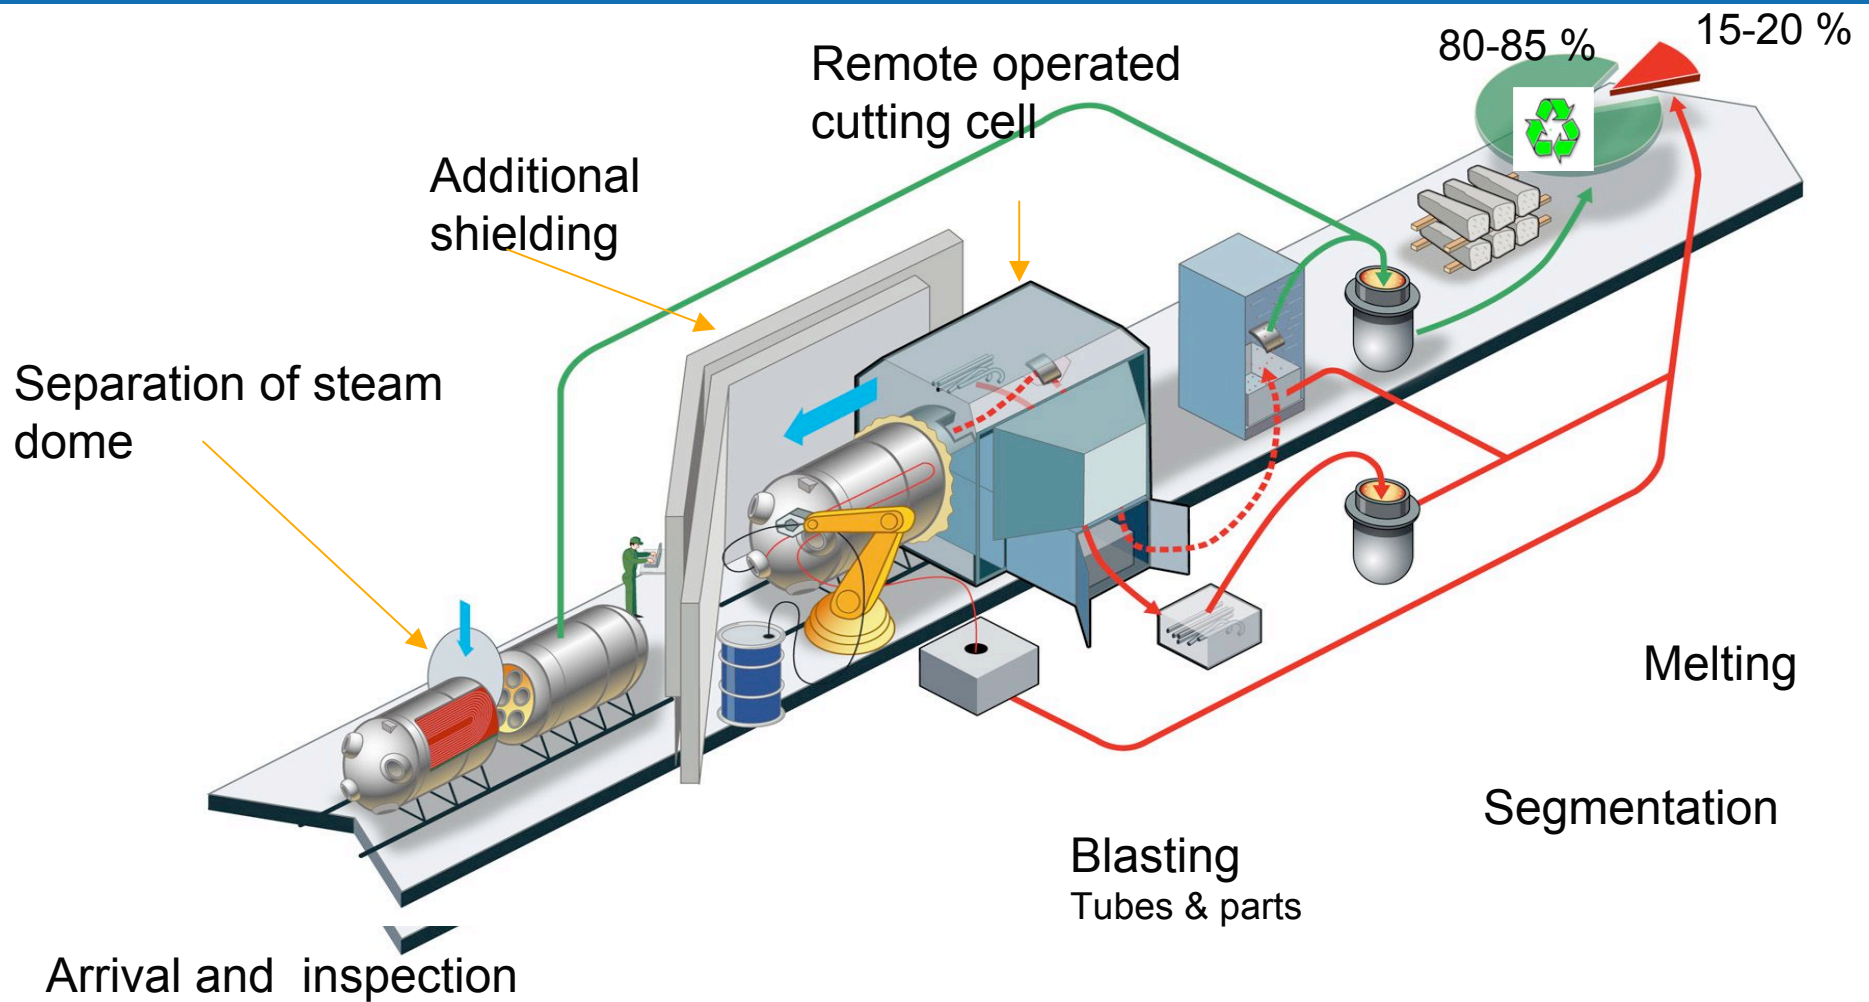 15-20 %
80-85 %
Remote operated
cutting cell
Additional
shielding
Separation of steam
dome
Melting
Segmentation
Blasting
Tubes & parts
Arrival and  inspection